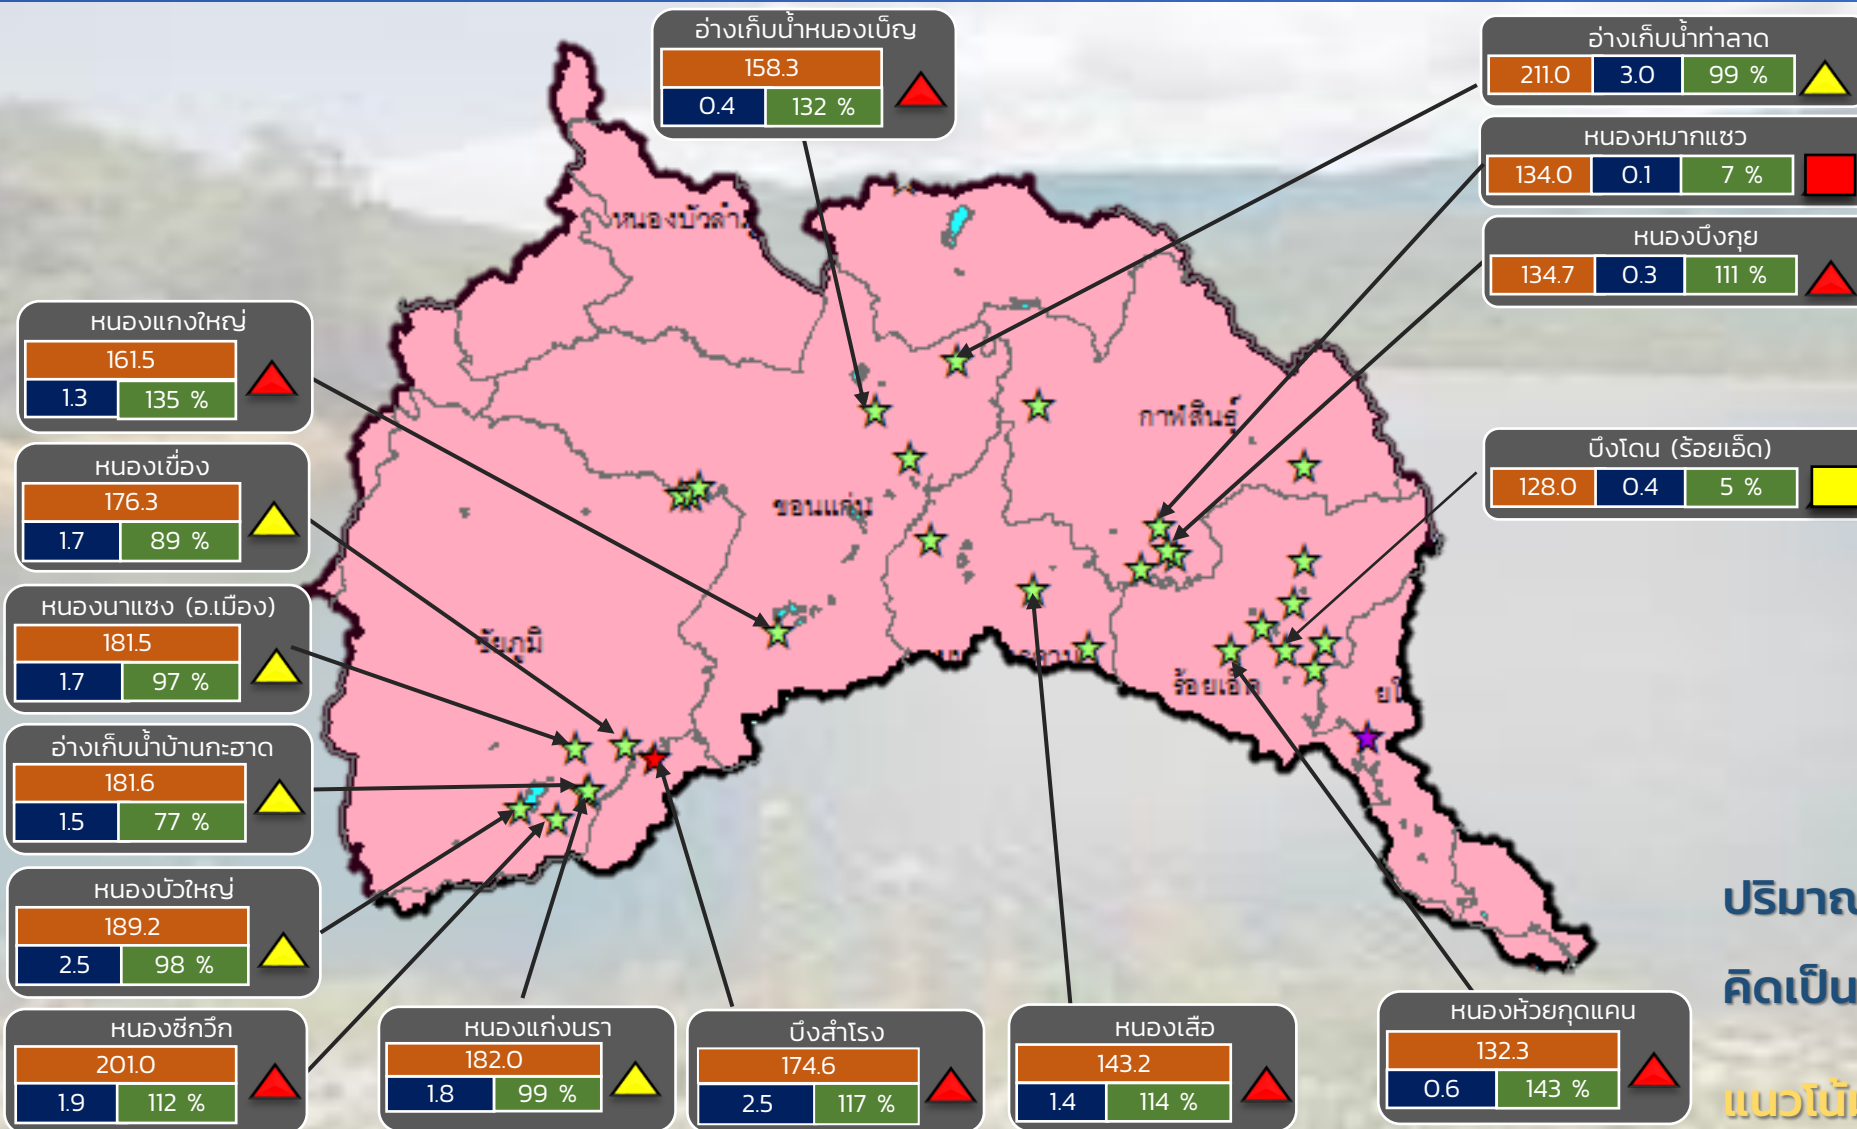 อ่างเก็บน้ำหนองเบ็ญ
158.3
0.4 132 %
อ่างเก็บน้ำท่าลาด
211.0 3.0 99 %
หนองหมากแซว
134.0 0.1 7 %
หนองบึงกุย
134.7 0.3 111 %
บึงโดน (ร้อยเอ็ด)
128.0 0.4 5 %
หนองแกงใหญ่
161.5
1.3 135 %
หนองเขื่อง
176.3
1.7 89 %
หนองนาแซง (อ.เมือง)
181.5
1.7 97 %
อ่างเก็บน้ำบ้านกะฮาด
181.6
1.5 77 %
หนองบัวใหญ่
189.2
2.5 98 %
หนองซีกวึก
201.0
1.9 112 %
หนองแก่งนรา
182.0
1.8 99 %
บึงสำโรง
174.6
2.5 117 %
หนองเสือ
143.2
1.4 114 %
หนองห้วยกุดแคน
132.3
0.6 143 %
หนองบัวลำภู
กาฬสินธุ์
ขอนแก่น
ชัยภูมิ
ร้อยเอ็ด
ปริมาณ
คิดเป็น
แนวโน้ม